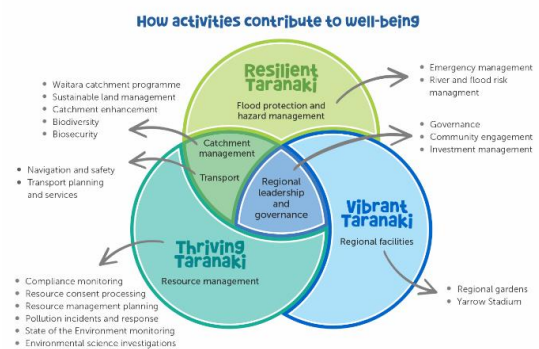 How activities contribute to well-being
Resilient
Taranaki
Flood protection and
hazard management
• Emergency management
• River and flood risk
managment
• Waitara catchment programme
• Sustainable land management
• Catchment enhancement
• Biodiversity
• Biosecurity
Catchment
management
• Governance
• Community engagement
• Investment management
• Navigation and safety
• Transport planning
and services
Transport
Regional
leadership
and
governance
Vibrant
Taranaki
Regional facilities
Thriving
Taranaki
Resource management
• Compliance monitoring
• Resource consent processing
• Resource management planning
• Pollution incidents and response
• State of the Environment monitoring
• Environmental science investigations
• Regional gardens
• Yarrow Stadium